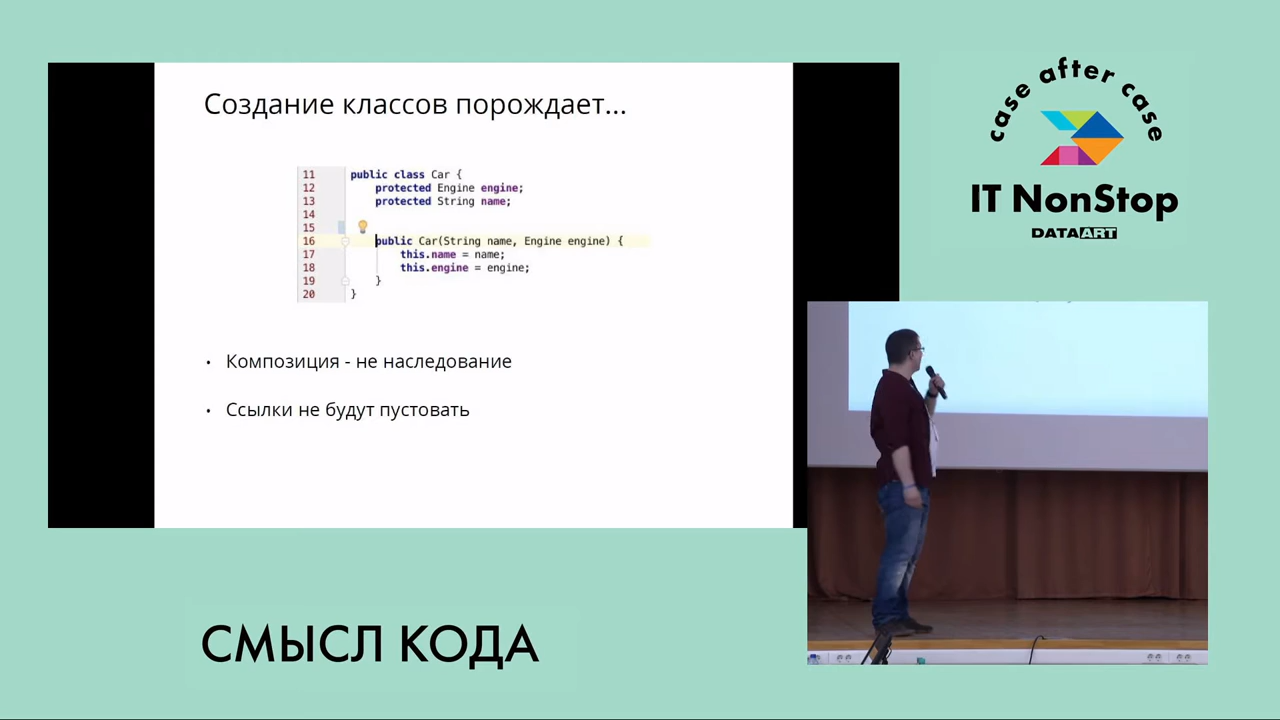 Создание классов порождает...
11 public class Car {
12 protected Engine engine;
13 protected String name;
14
15
16 public Car(String name, Engine engine) {
17 this.name = name;
18 this.engine = engine;
19 }
20 }
• Композиция - не наследование
• Ссылки не будут пустовать
case after case
IT NonStop
DATAART
СМЫСЛ КОДА